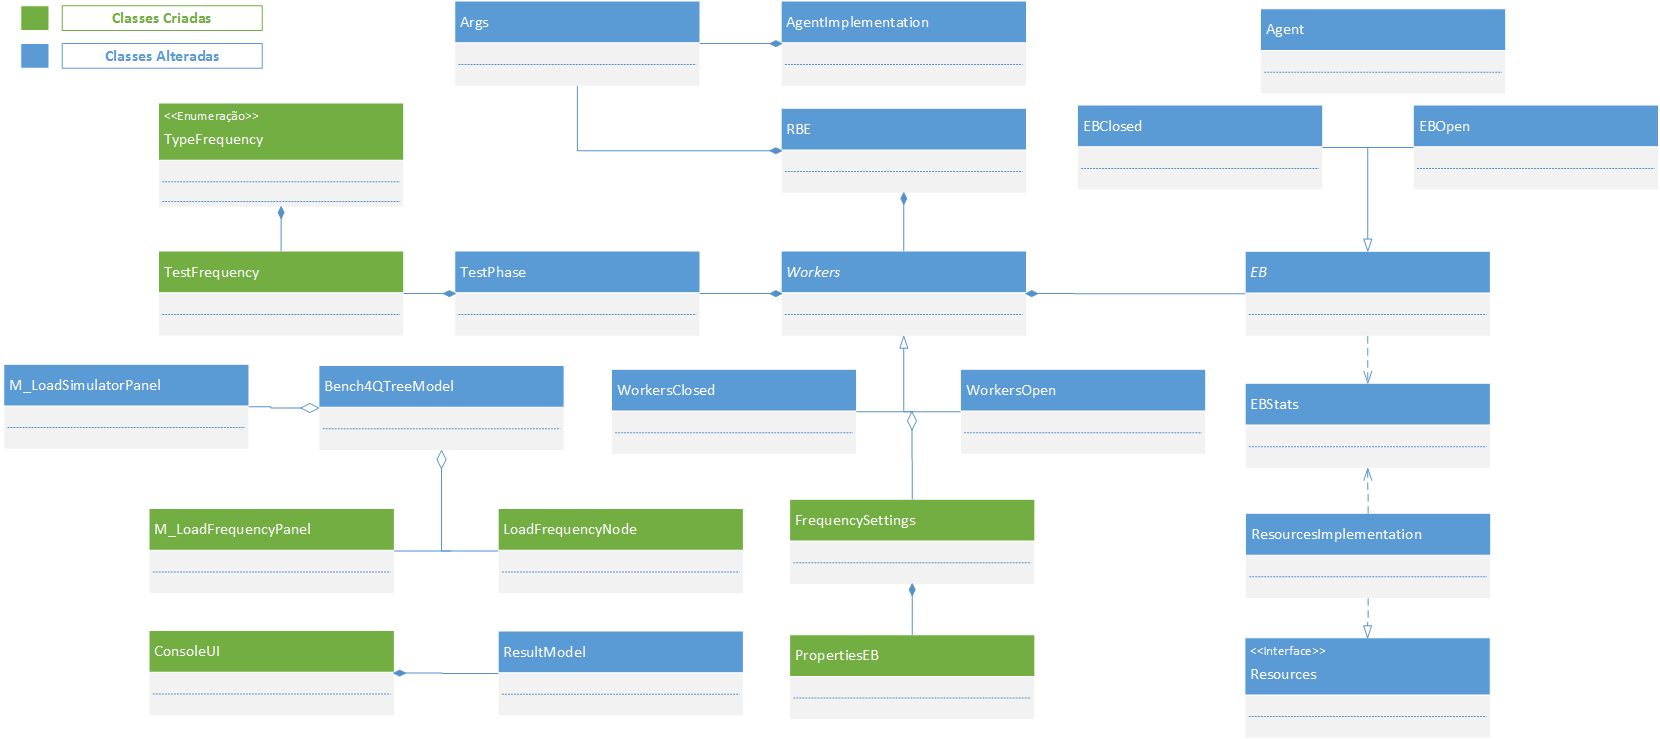 Classes Criadas
Classes Alteradas
Args
AgentImplementation
Agent
<<Enumeração>>
TypeFrequency
RBE
EBClosed
EBOpen
TestFrequency
TestPhase
Workers
EB
M_LoadSimulatorPanel
Bench4QTreeModel
WorkersClosed
WorkersOpen
EBStats
M_LoadFrequencyPanel
LoadFrequencyNode
FrequencySettings
ResourcesImplementation
ConsoleUI
ResultModel
PropertiesEB
<<Interface>>
Resources